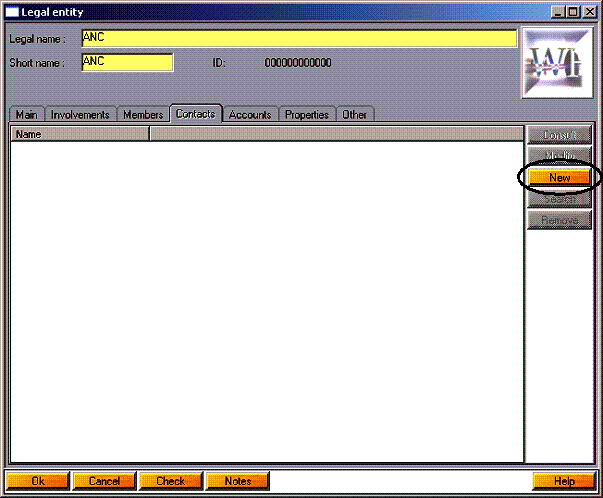 Legal entity
Legal name : ANC
Short name : ANC ID: 000000000000
Main Involvements Members Contacts Accounts Properties Other
Name
Consult
Modify
New
Search
Remove
Ok Cancel Check Notes Help